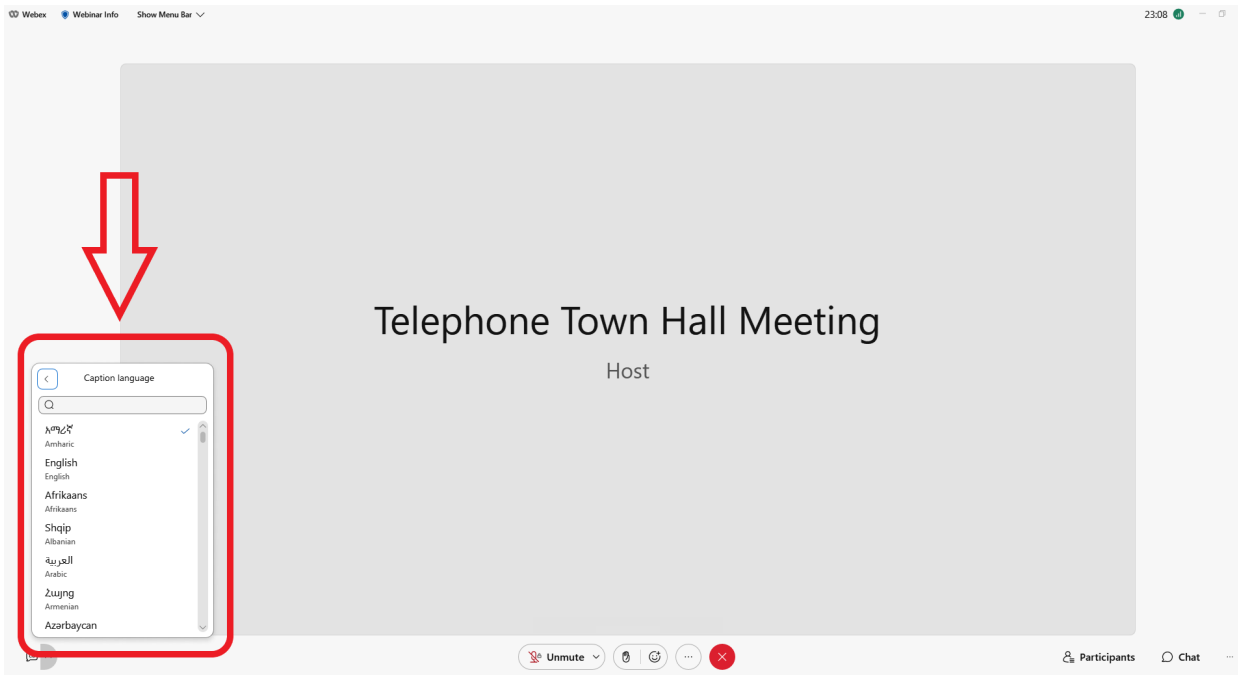 Webex Webinar Info Show Menu Bar 23:08
Telephone Town Hall Meeting
Host
Caption language
አማሪኛ
Amharic
English
English
Afrikaans
Afrikaans
Shqip
Albanian
العربية
Arabic
Հայոց
Armenian
Azərbaycan
Unmute
Participants Chat